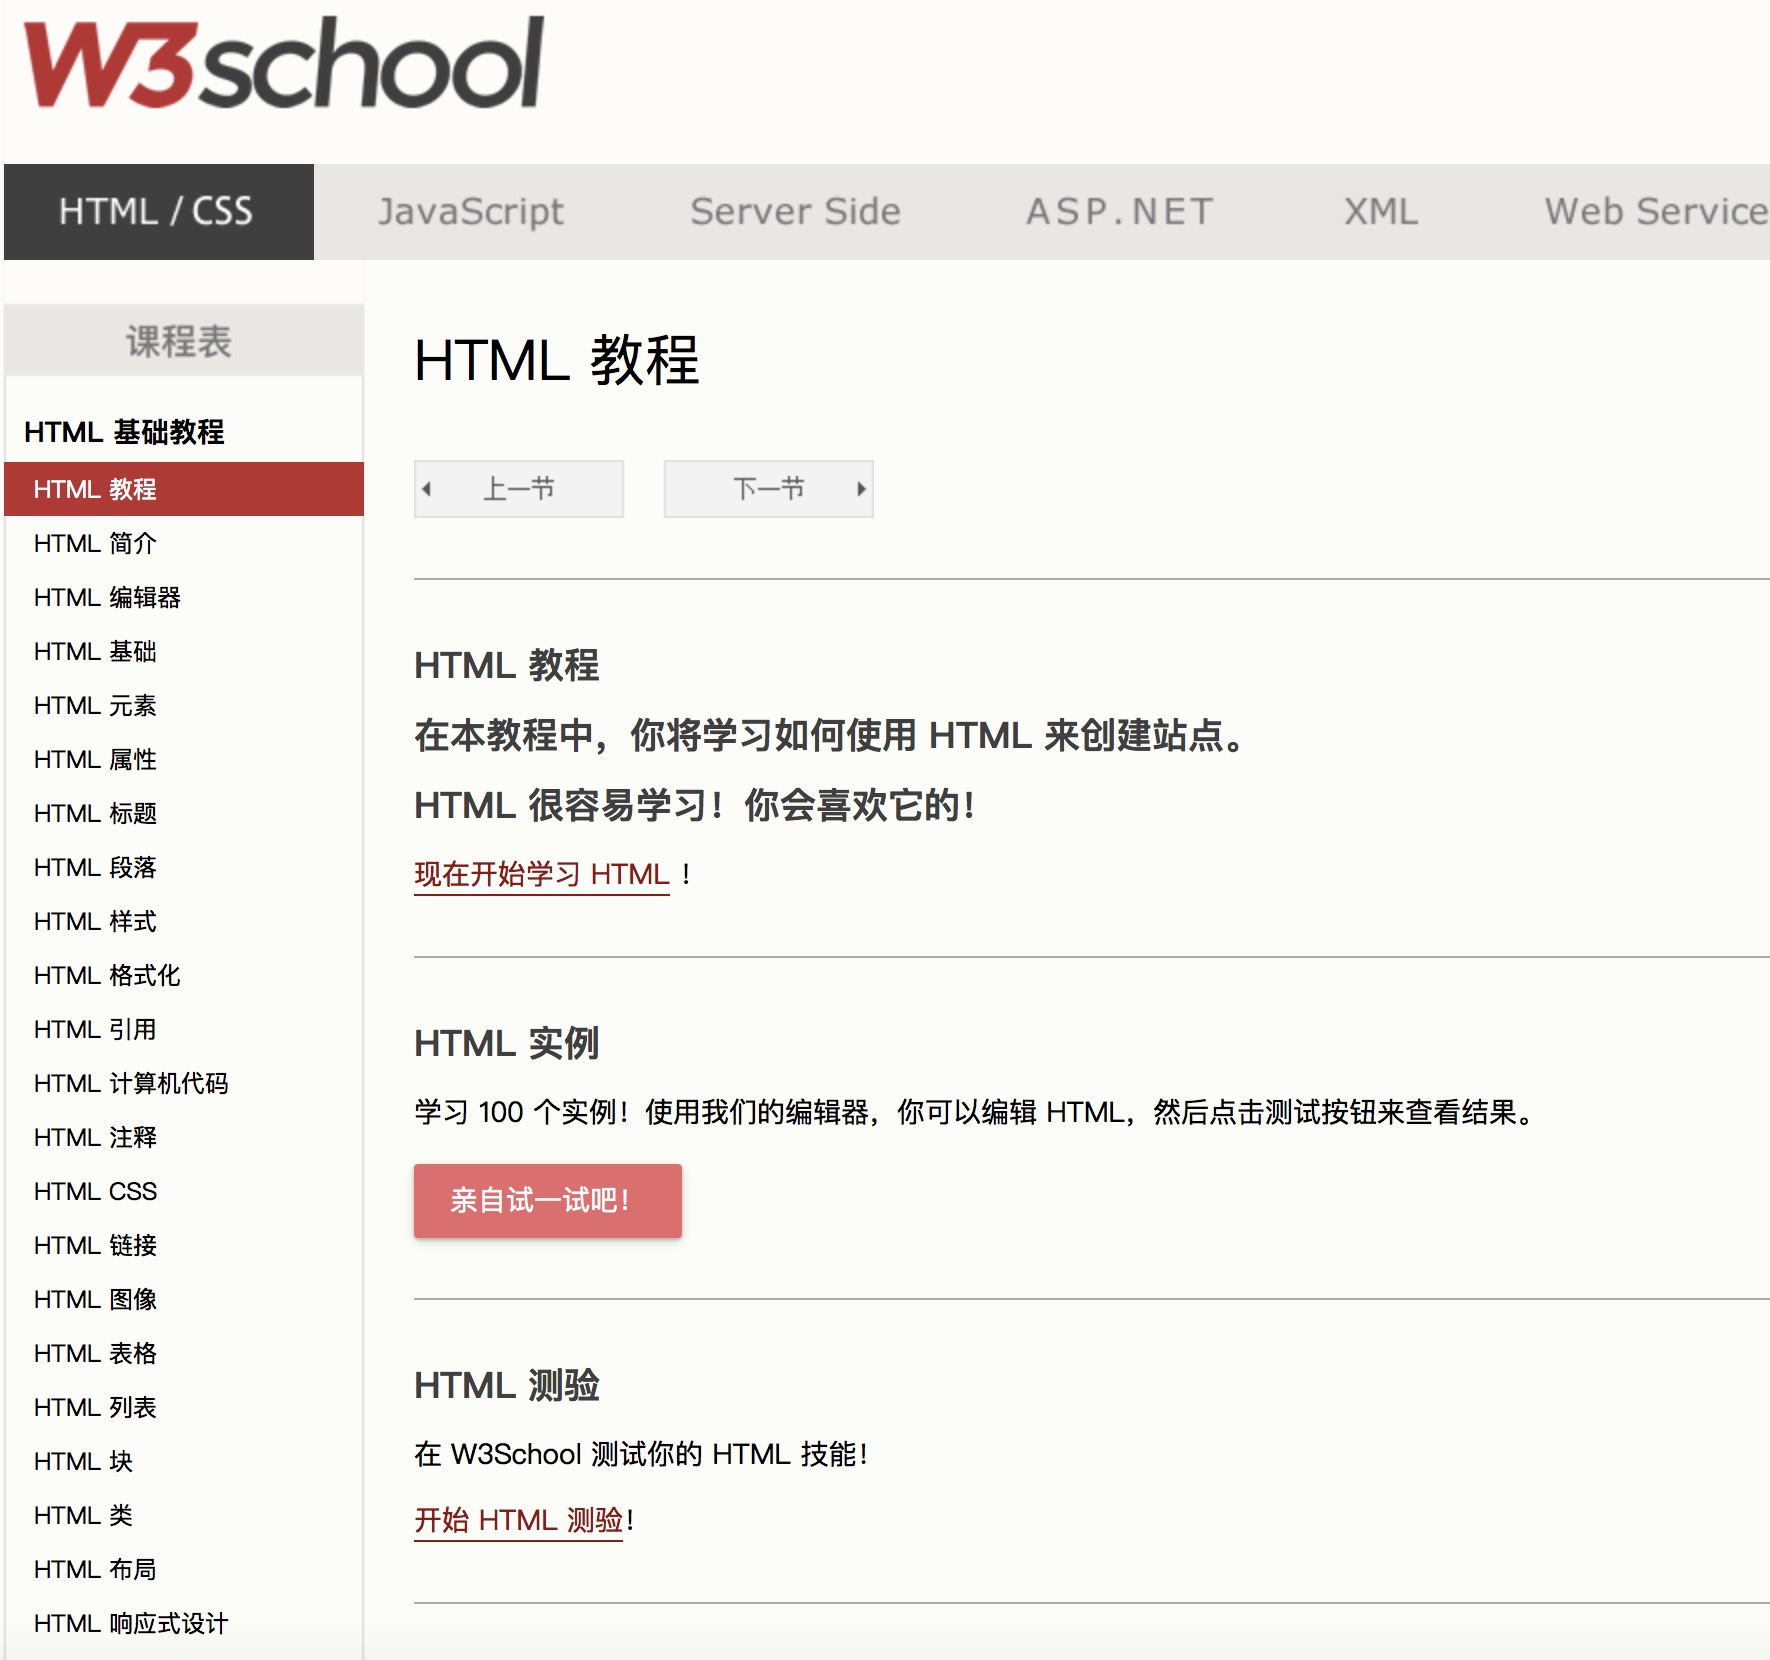 W3school
HTML / CSS JavaScript Server Side ASP.NET XML Web Service
课程表
HTML 基础教程
HTML 教程
HTML 简介
HTML 编辑器
HTML 基础
HTML 元素
HTML 属性
HTML 标题
HTML 段落
HTML 样式
HTML 格式化
HTML 引用
HTML 计算机代码
HTML 注释
HTML CSS
HTML 链接
HTML 图像
HTML 表格
HTML 列表
HTML 块
HTML 类
HTML 布局
HTML 响应式设计
HTML 教程
上一节 下一节
HTML 教程
在本教程中，你将学习如何使用 HTML 来创建站点。
HTML 很容易学习！你会喜欢它的！
现在开始学习 HTML ！
HTML 实例
学习 100 个实例！使用我们的编辑器，你可以编辑 HTML，然后点击测试按钮来查看结果。
亲自试一试吧！
HTML 测验
在 W3School 测试你的 HTML 技能！
开始 HTML 测验！